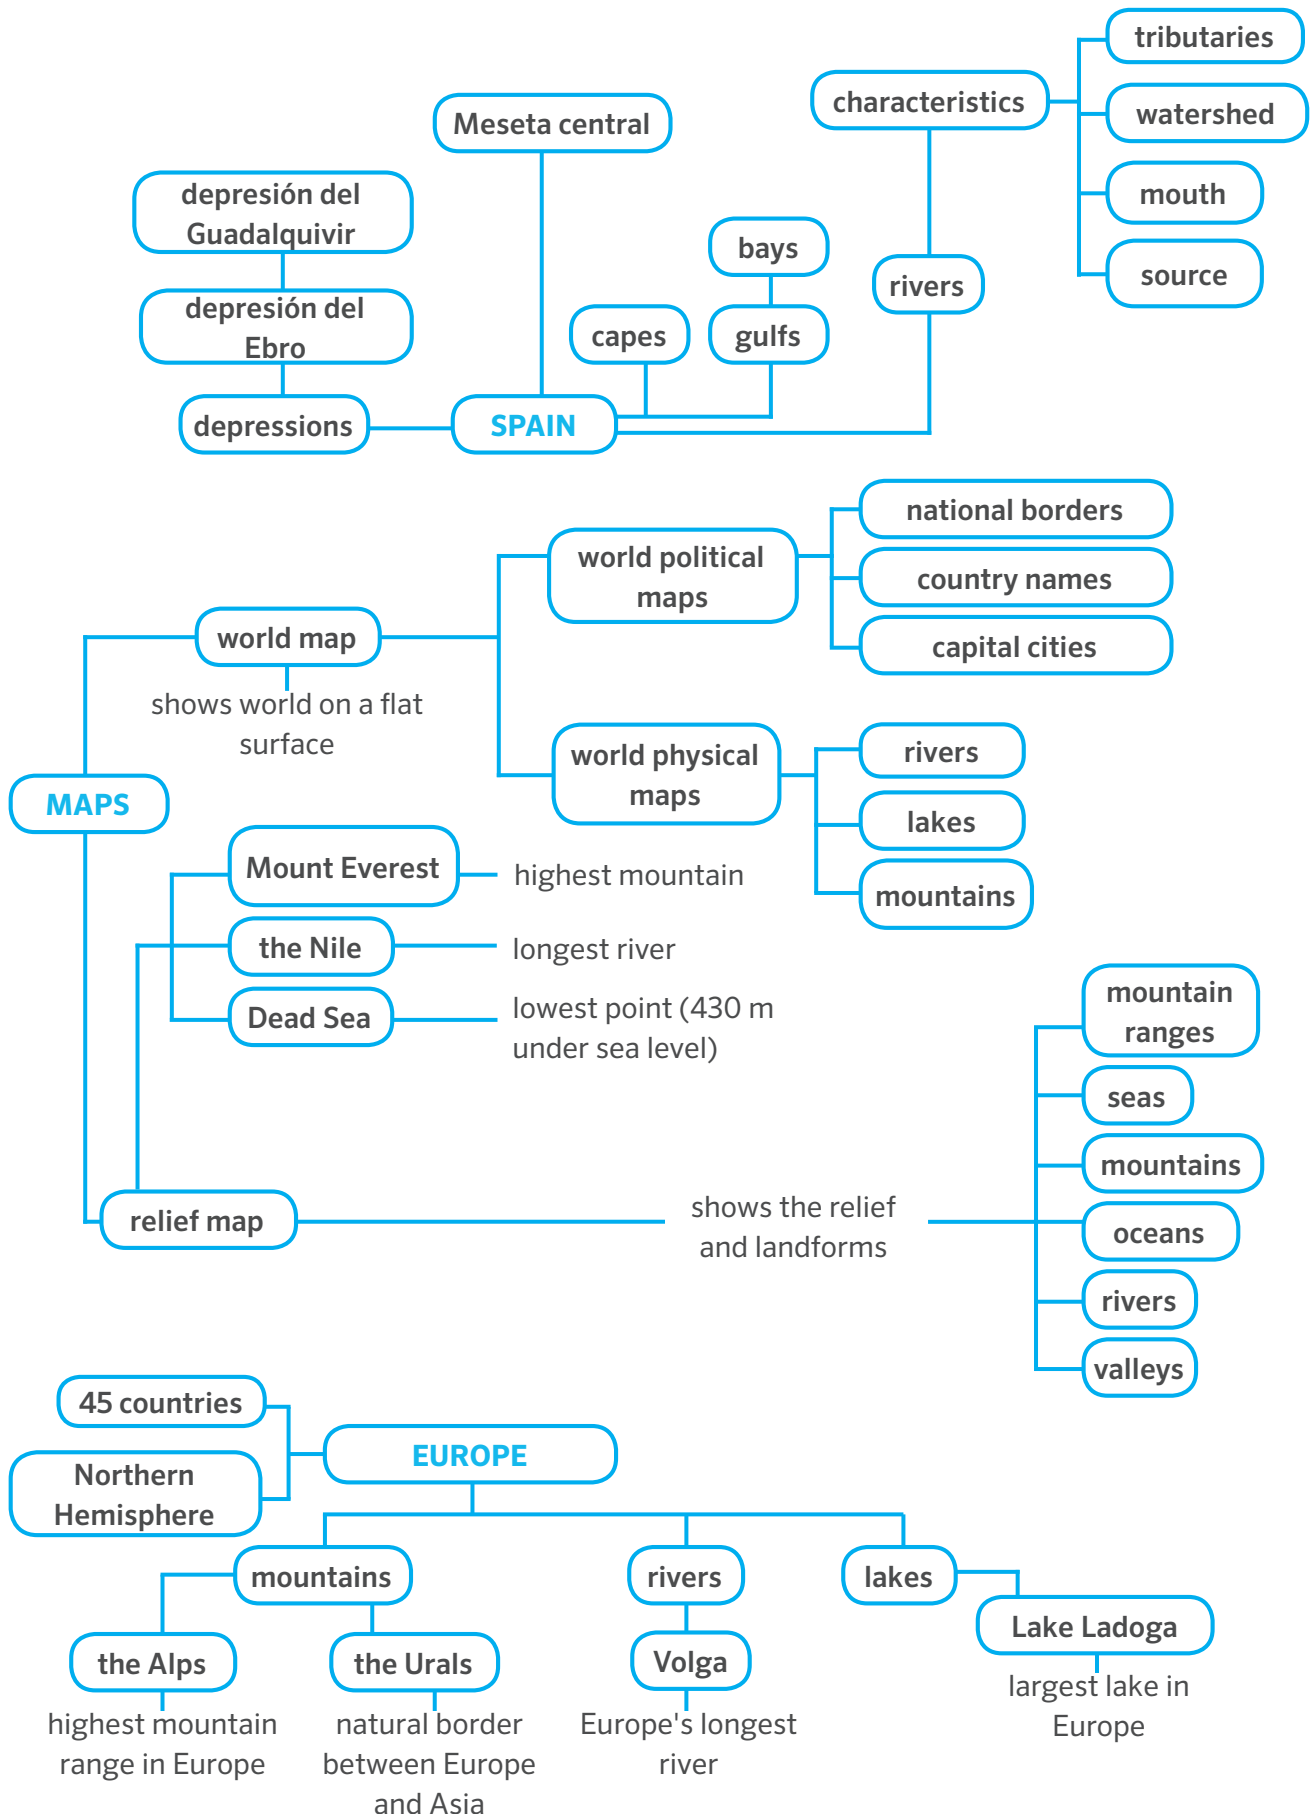 tributaries
characteristics
watershed
Meseta central
mouth
depresión del
Guadalquivir
bays
source
rivers
depresión del
Ebro
capes
gulfs
depressions
SPAIN
national borders
world political
maps
country names
world map
capital cities
shows world on a flat
surface
world physical
maps
rivers
MAPS
lakes
Mount Everest
highest mountain
mountains
the Nile
longest river
Dead Sea
lowest point (430 m
under sea level)
mountain
ranges
seas
mountains
relief map
shows the relief
and landforms
oceans
rivers
valleys
45 countries
EUROPE
Northern
Hemisphere
mountains
rivers
lakes
Lake Ladoga
the Alps
the Urals
Volga
largest lake in
Europe
highest mountain
range in Europe
natural border
between Europe
and Asia
Europe's longest
river